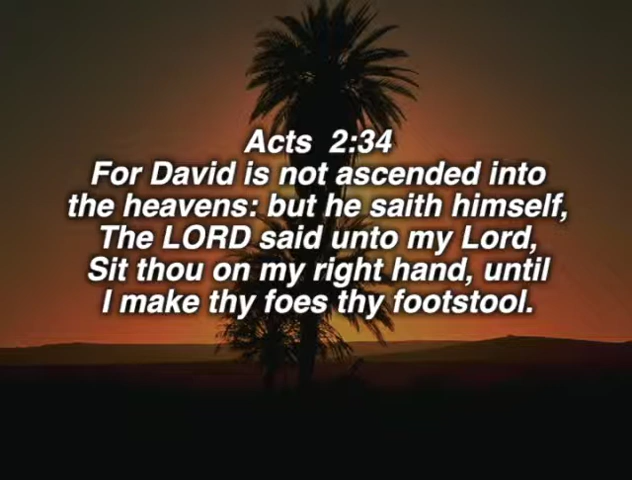 Acts 2:34
For David is not ascended into
the heavens: but he saith himself,
The LORD said unto my Lord,
Sit thou on my right hand, until
I make thy foes thy footstool.